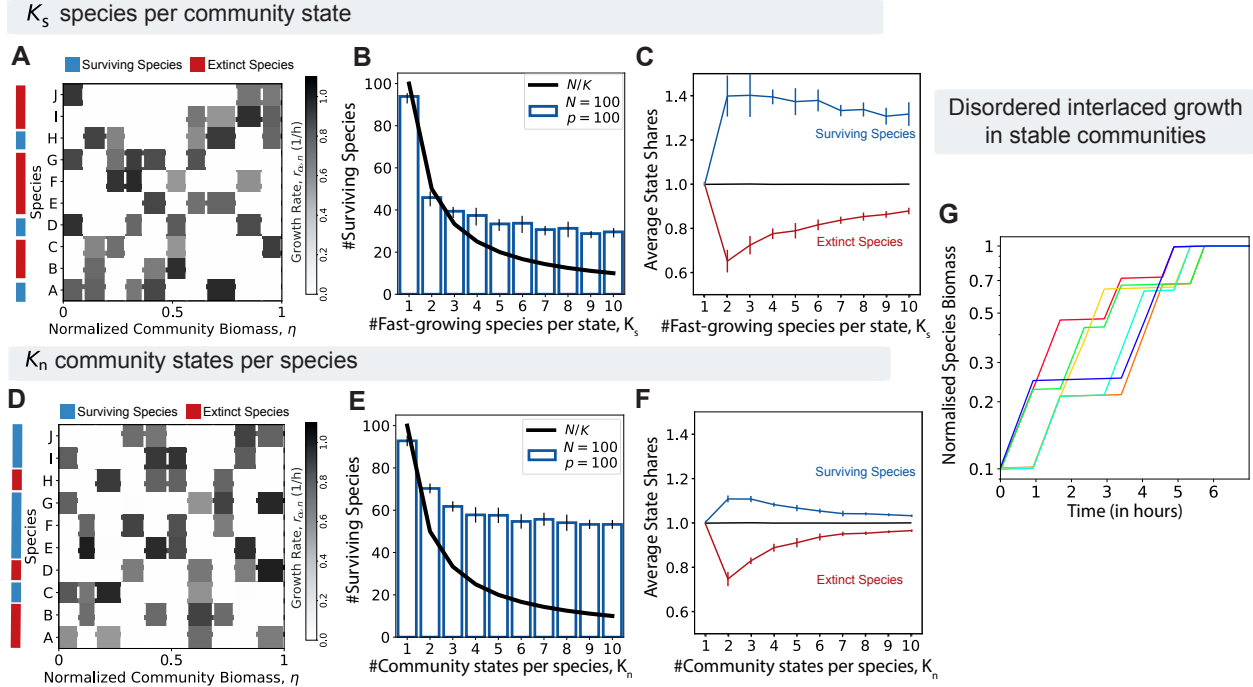 Ks species per community state
A
Surviving Species
Extinct Species
J
I
H
G
F
E
D
C
B
A
Species
0
0.5
1
Normalized Community Biomass, η
0.0
0.2
0.4
0.6
0.8
1.0
Growth Rate, rα,n (1/h)
B
N/K
N = 100
p = 100
#Surviving Species
0
20
40
60
80
100
1 2 3 4 5 6 7 8 9 10
#Fast-growing species per state, Ks
C
Average State Shares
0.6
0.8
1.0
1.2
1.4
Surviving Species
Extinct Species
1 2 3 4 5 6 7 8 9 10
#Fast-growing species per state, Ks
Disordered interlaced growth
in stable communities
G
Normalised Species Biomass
1
0.7
0.5
0.3
0.2
0.1
0 1 2 3 4 5 6
Time (in hours)
Kn community states per species
D
Surviving Species
Extinct Species
J
I
H
G
F
E
D
C
B
A
Species
0
0.5
1
Normalized Community Biomass, η
0.0
0.2
0.4
0.6
0.8
1.0
Growth Rate, rα,n (1/h)
E
N/K
N = 100
p = 100
#Surviving Species
0
20
40
60
80
100
1 2 3 4 5 6 7 8 9 10
#Community states per species, Kn
F
Average State Shares
0.6
0.8
1.0
1.2
1.4
Surviving Species
Extinct Species
1 2 3 4 5 6 7 8 9 10
#Community states per species, Kn